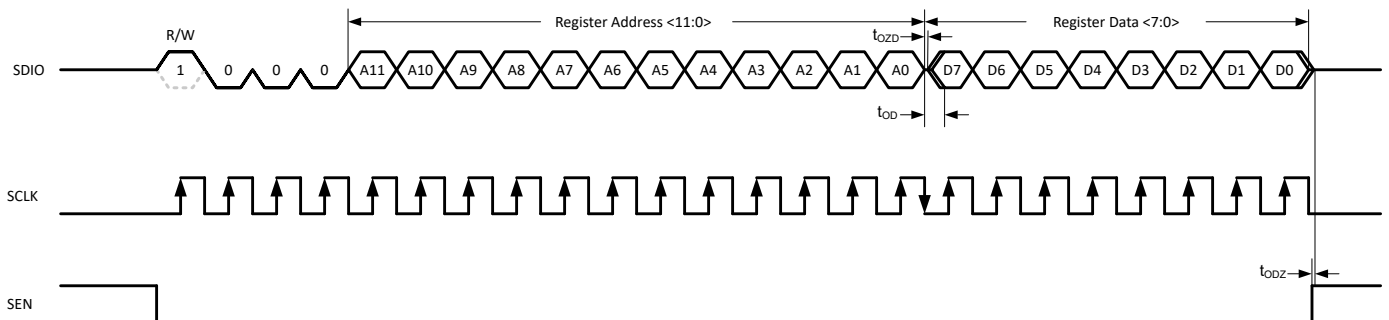 Register Address <11:0>
Register Data <7:0>
R/W
tOZD
SDIO
1 0 0 0 A11 A10 A9 A8 A7 A6 A5 A4 A3 A2 A1 A0 D7 D6 D5 D4 D3 D2 D1 D0
tOD
SCLK
tODZ
SEN